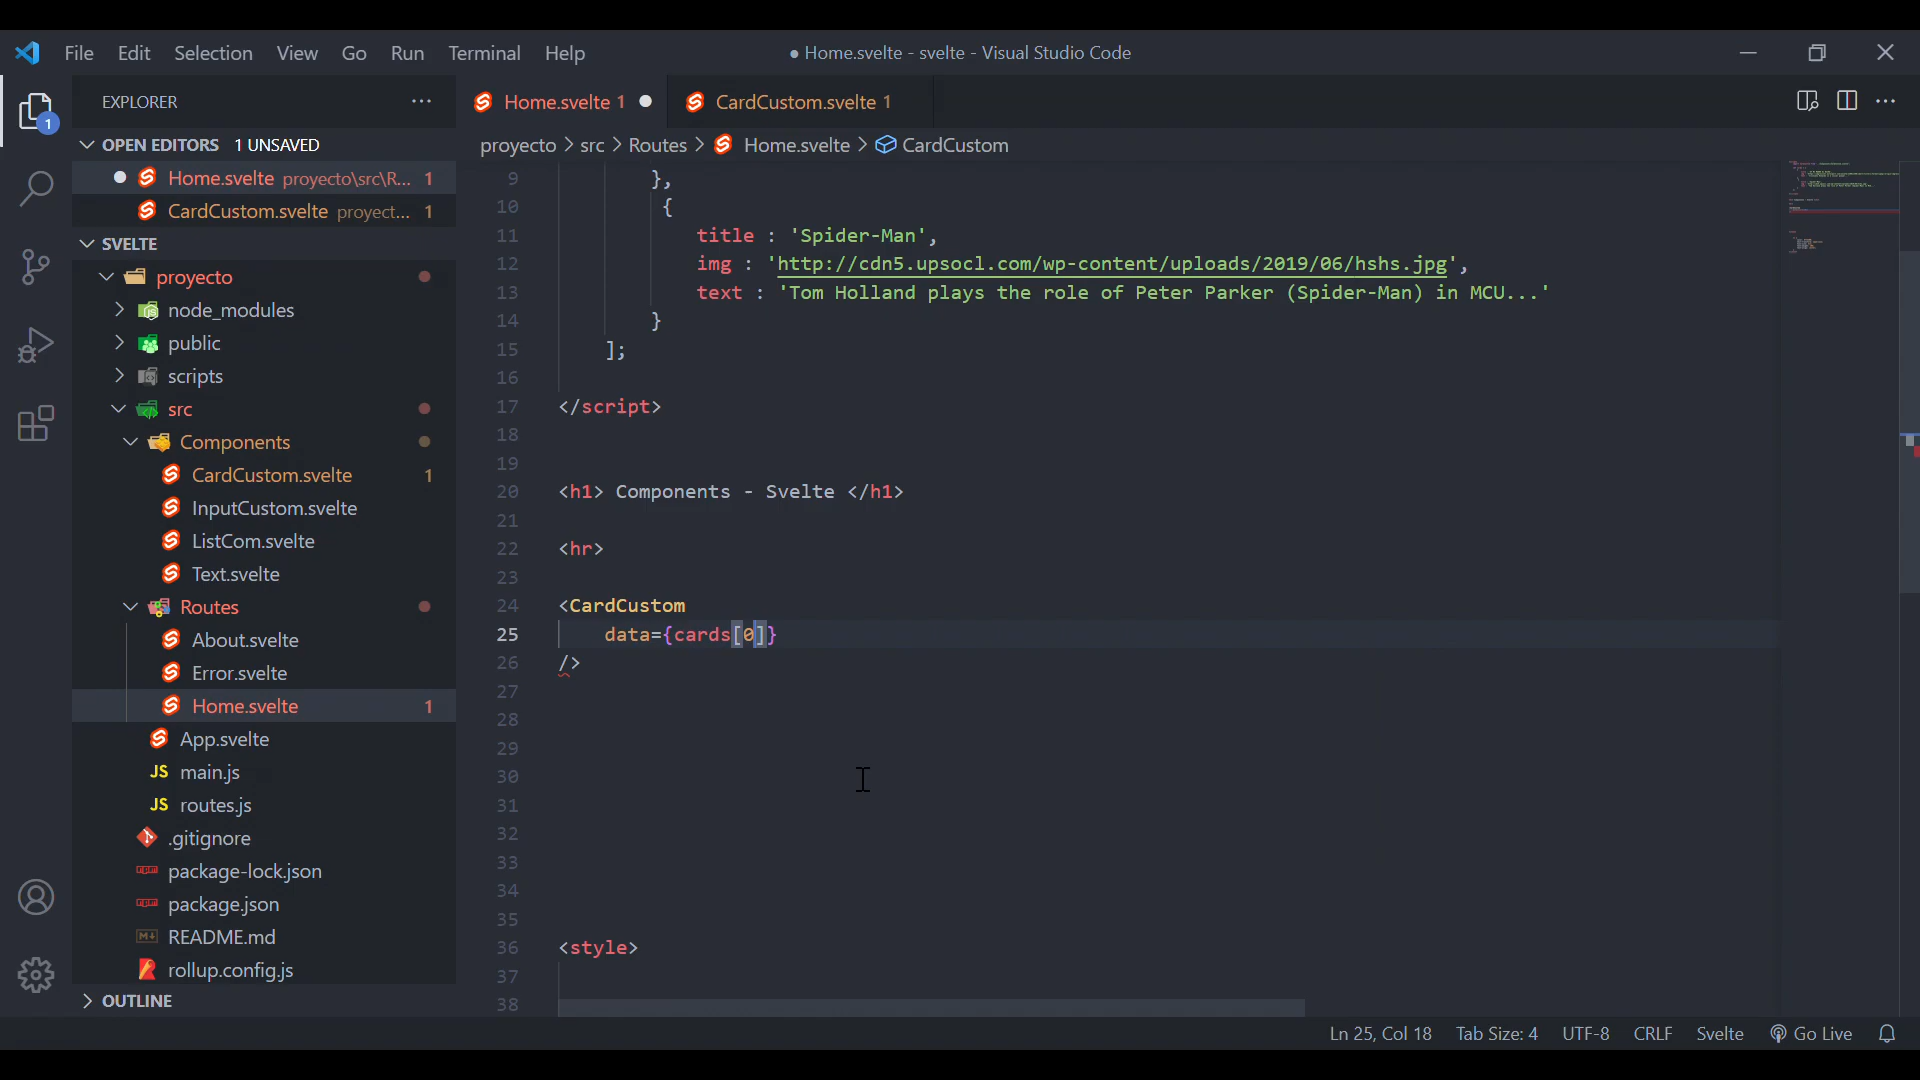 File Edit Selection View Go Run Terminal Help
● Home.svelte - svelte - Visual Studio Code
EXPLORER
OPEN EDITORS 1 UNSAVED
Home.svelte proyecto\src\R... 1
CardCustom.svelte proyect... 1
SVELTE
proyecto
node_modules
public
scripts
src
Components
CardCustom.svelte 1
InputCustom.svelte
ListCom.svelte
Text.svelte
Routes
About.svelte
Error.svelte
Home.svelte 1
App.svelte
JS main.js
JS routes.js
.gitignore
package-lock.json
package.json
README.md
rollup.config.js
OUTLINE
1
Home.svelte 1
CardCustom.svelte 1
proyecto > src > Routes > Home.svelte > CardCustom
9 },
10 {
11 title : 'Spider-Man',
12 img : 'http://cdn5.upsocl.com/wp-content/uploads/2019/06/hshs.jpg',
13 text : 'Tom Holland plays the role of Peter Parker (Spider-Man) in MCU...'
14 }
15 ];
16
17 </script>
18
19
20 <h1> Components - Svelte </h1>
21
22 <hr>
23
24 <CardCustom
25 data={cards[0]}
26 />
27
28
29
30
31
32
33
34
35
36 <style>
37
38
Ln 25, Col 18 Tab Size: 4 UTF-8 CRLF Svelte Go Live